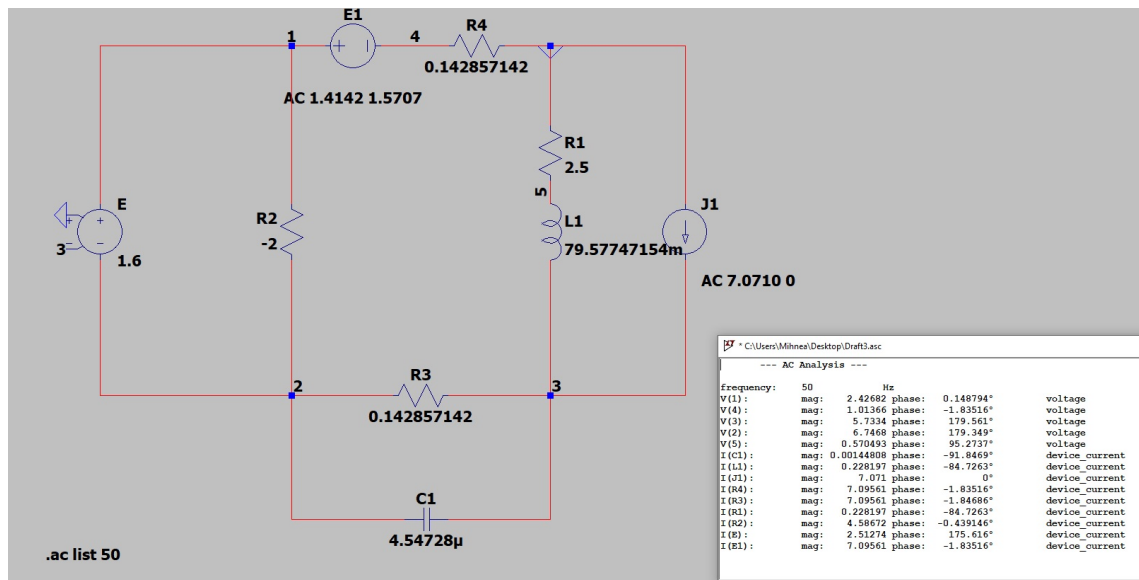 E1
1
4
R4
0.142857142
AC 1.4142 1.5707
R1
2.5
5
E
3
1.6
R2
-2
L1
79.57747154m
J1
AC 7.0710 0
R3
2
3
0.142857142
C1
4.54728µ
.ac list 50
* C:\Users\Mihnea\Desktop\Draft3.asc
--- AC Analysis ---
frequency: 50 Hz
V(1): mag: 2.42682 phase: 0.148794° voltage
V(4): mag: 1.01366 phase: -1.83516° voltage
V(3): mag: 5.7334 phase: 179.561° voltage
V(2): mag: 6.7468 phase: 179.349° voltage
V(5): mag: 0.570493 phase: 95.2737° voltage
I(C1): mag: 0.00144808 phase: -91.8469° device_current
I(L1): mag: 0.228197 phase: -84.7263° device_current
I(J1): mag: 7.071 phase: 0° device_current
I(R4): mag: 7.09561 phase: -1.83516° device_current
I(R3): mag: 7.09561 phase: -1.84686° device_current
I(R1): mag: 0.228197 phase: -84.7263° device_current
I(R2): mag: 4.58672 phase: -0.439146° device_current
I(E): mag: 2.51274 phase: 175.616° device_current
I(E1): mag: 7.09561 phase: -1.83516° device_current